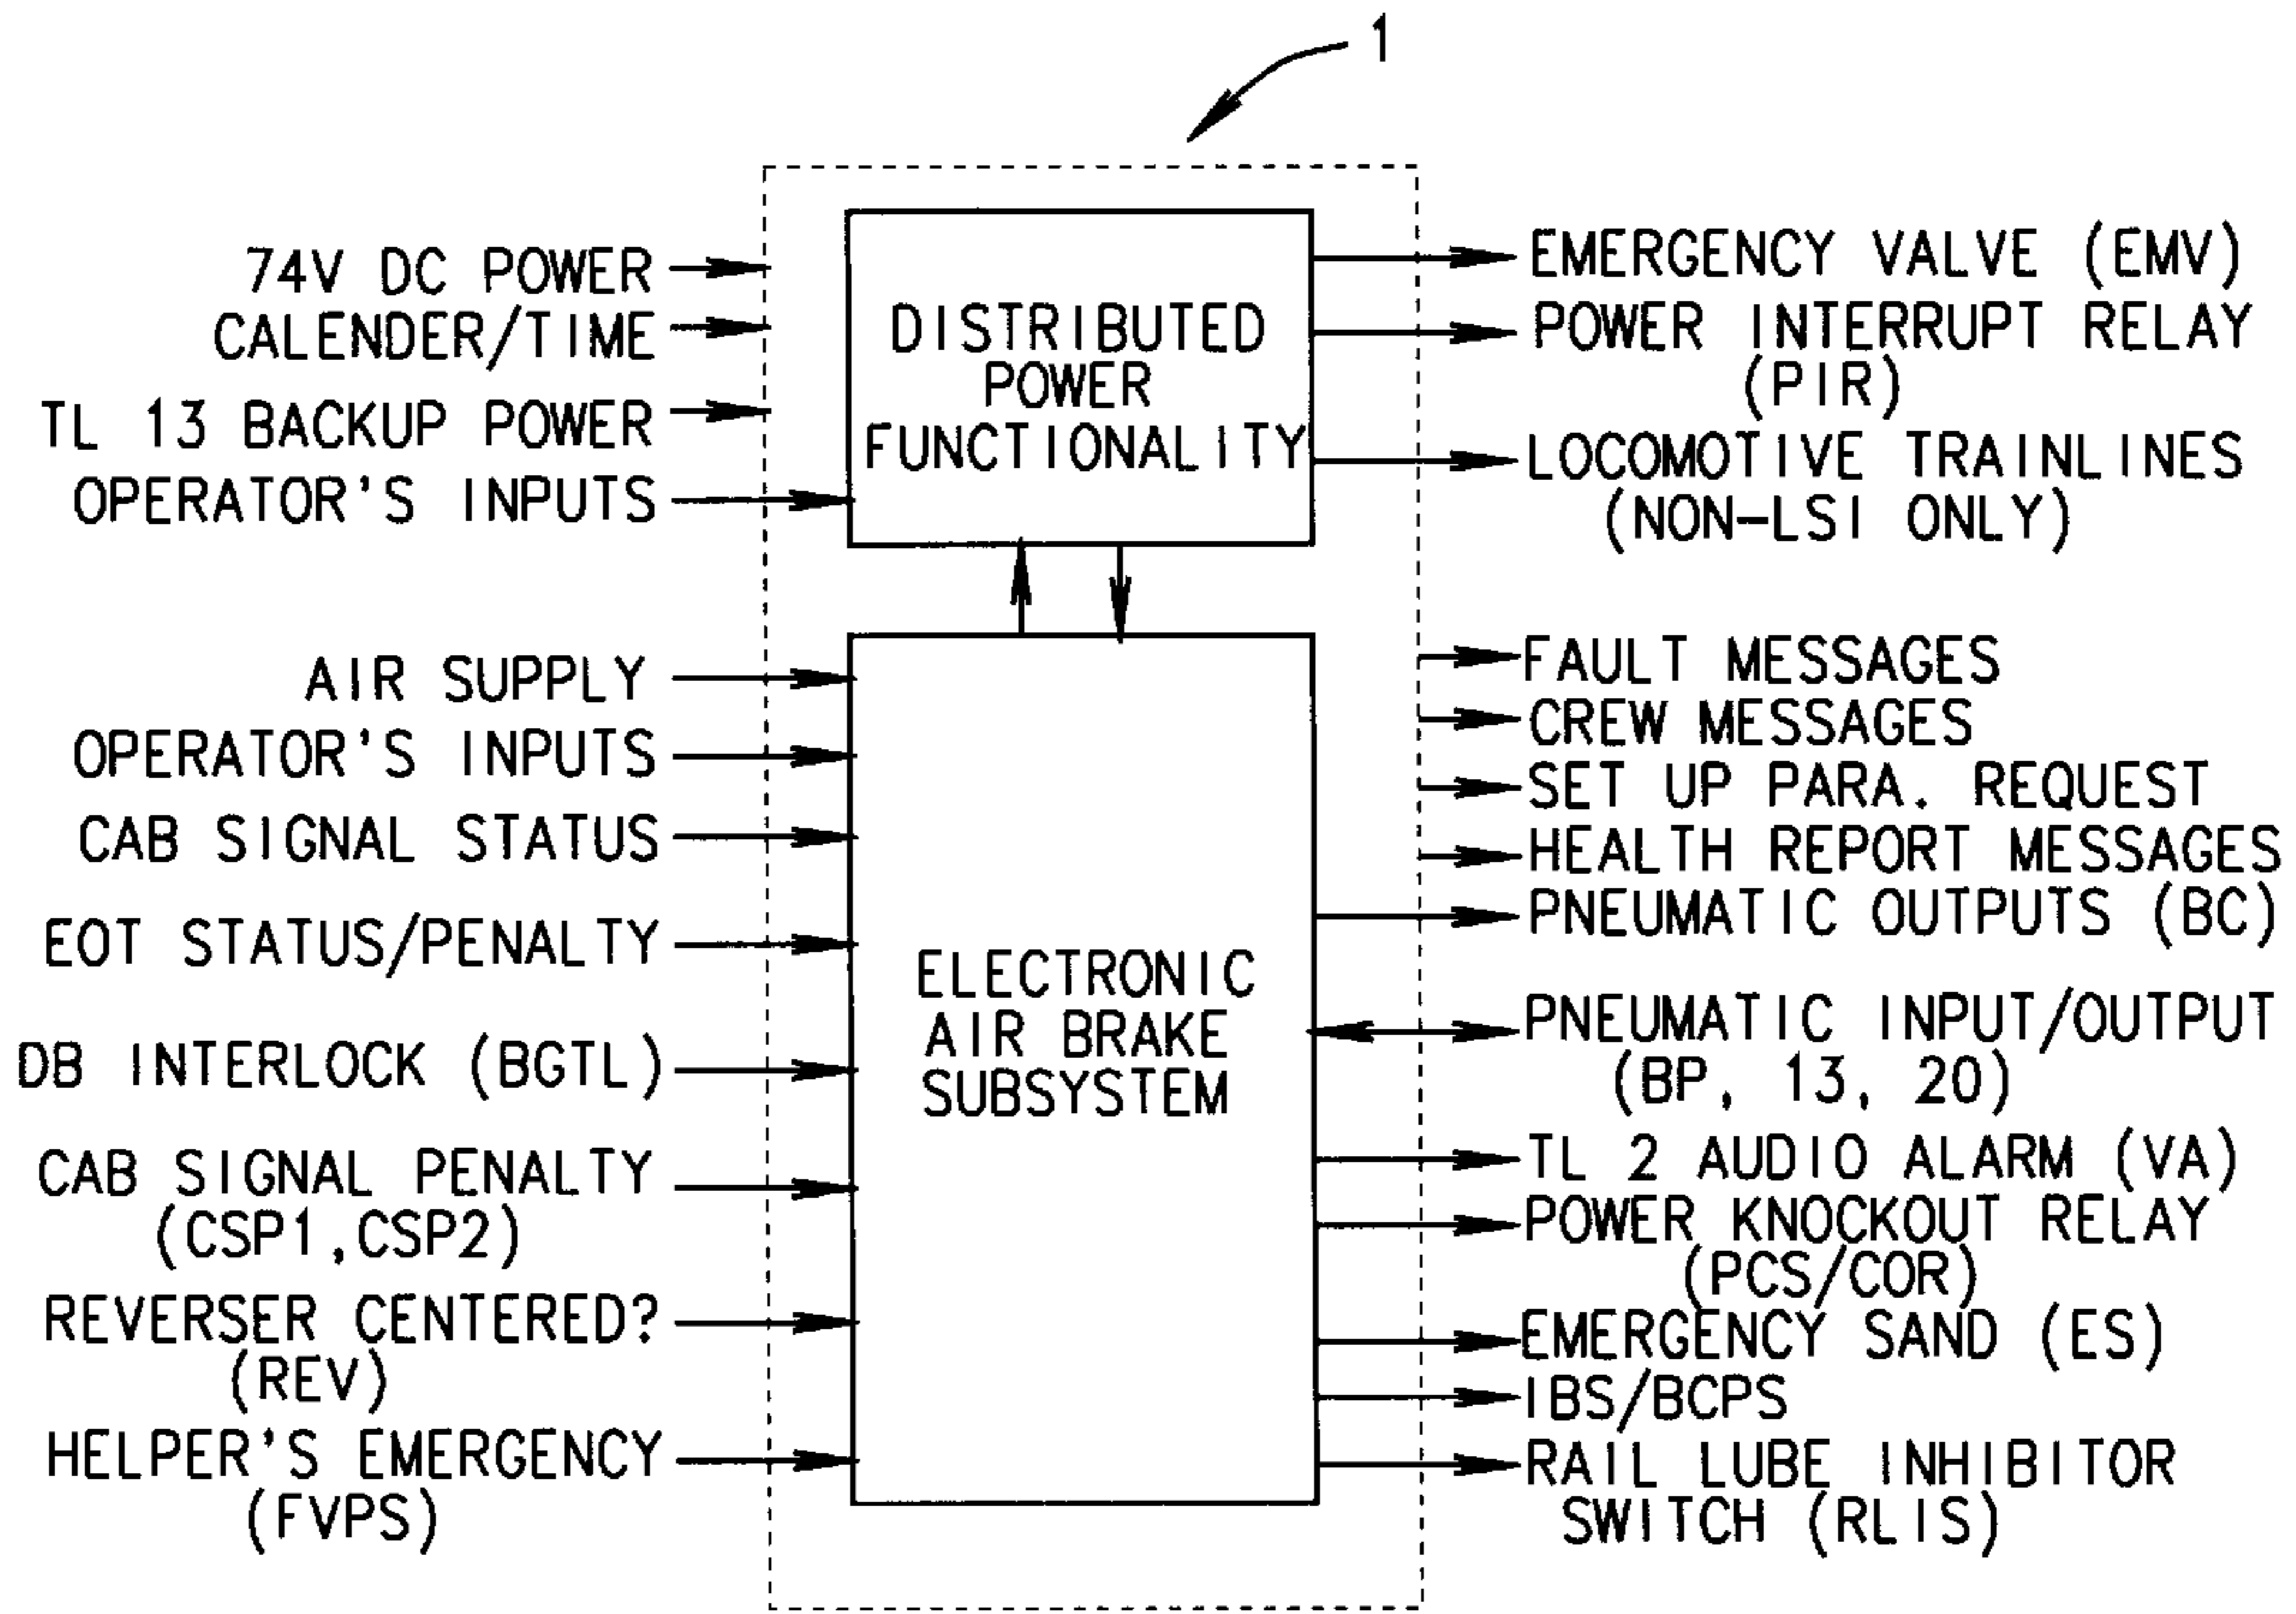 1
74V DC POWER
CALENDER/TIME
TL 13 BACKUP POWER
OPERATOR'S INPUTS
DISTRIBUTED
POWER
FUNCTIONALITY
EMERGENCY VALVE (EMV)
POWER INTERRUPT RELAY
(PIR)
LOCOMOTIVE TRAINLINES
(NON-LSI ONLY)
AIR SUPPLY
OPERATOR'S INPUTS
CAB SIGNAL STATUS
EOT STATUS/PENALTY
DB INTERLOCK (BGTL)
CAB SIGNAL PENALTY
(CSP1,CSP2)
REVERSER CENTERED?
(REV)
HELPER'S EMERGENCY
(FVPS)
ELECTRONIC
AIR BRAKE
SUBSYSTEM
FAULT MESSAGES
CREW MESSAGES
SET UP PARA. REQUEST
HEALTH REPORT MESSAGES
PNEUMATIC OUTPUTS (BC)
PNEUMATIC INPUT/OUTPUT
(BP, 13, 20)
TL 2 AUDIO ALARM (VA)
POWER KNOCKOUT RELAY
(PCS/COR)
EMERGENCY SAND (ES)
IBS/BCPS
RAIL LUBE INHIBITOR
SWITCH (RLIS)